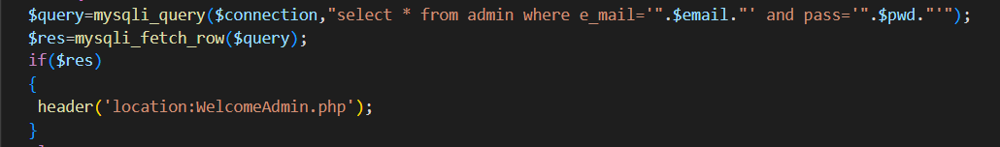 $query=mysqli_query($connection,"select * from admin where e_mail='".$email."' and pass='".$pwd."'");
$res=mysqli_fetch_row($query);
if($res)
{
header('location:WelcomeAdmin.php');
}